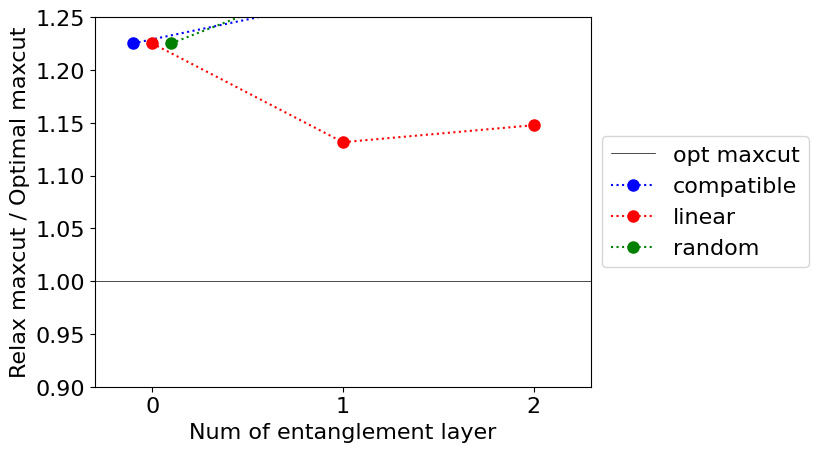 Relax maxcut / Optimal maxcut
1.25
1.20
1.15
1.10
1.05
1.00
0.95
0.90
0
1
2
Num of entanglement layer
opt maxcut
compatible
linear
random